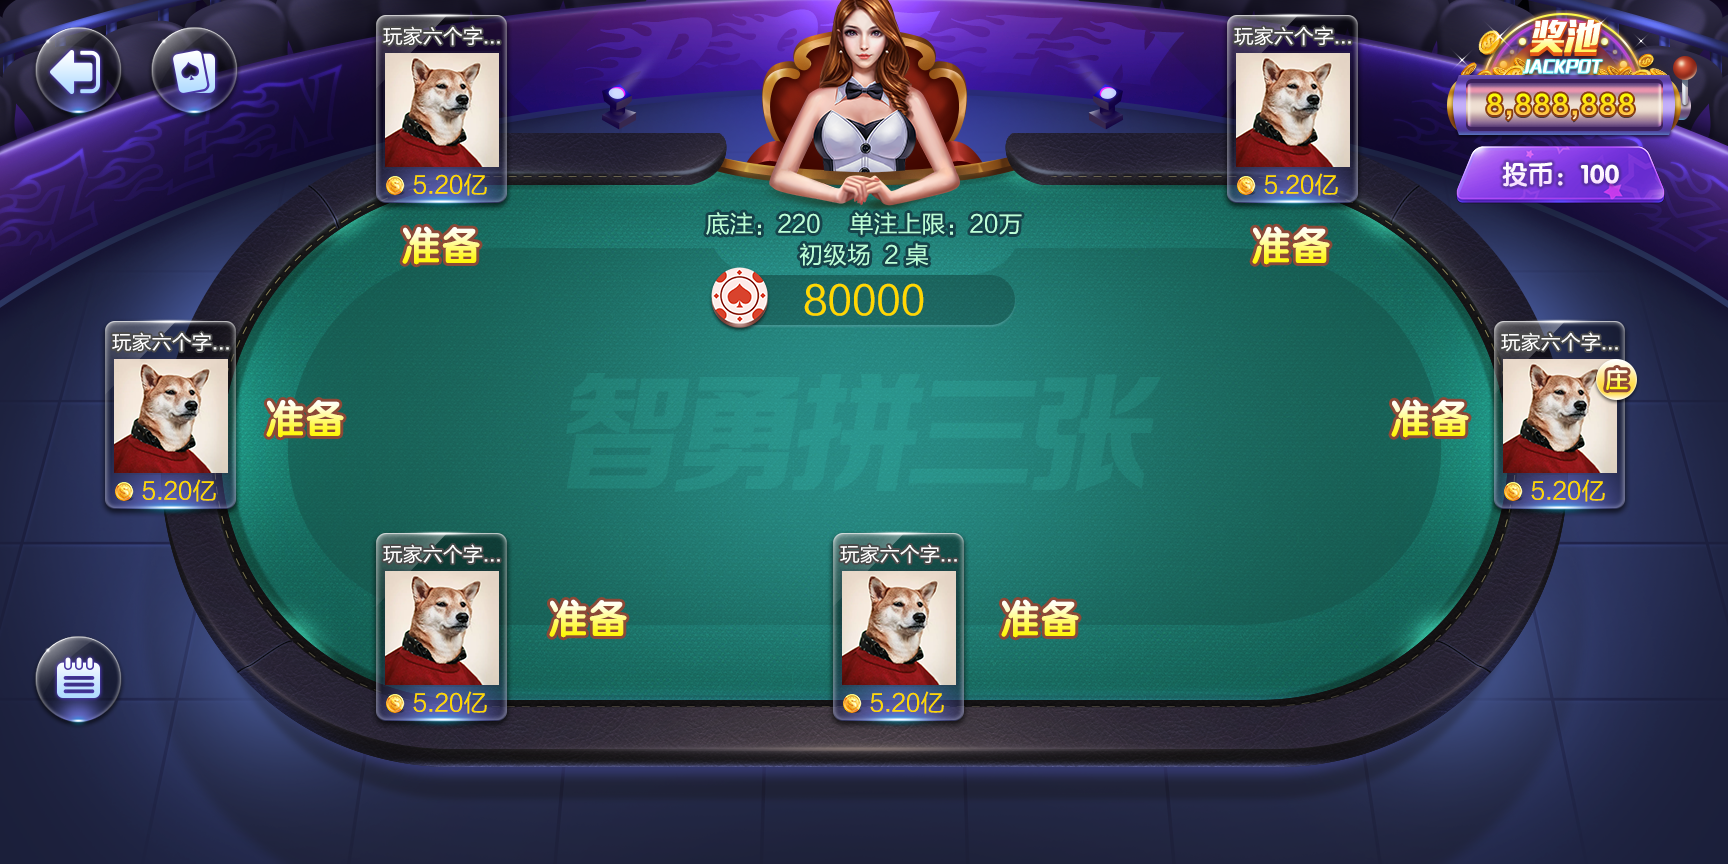 玩家六个字...
5.20亿
准备
玩家六个字...
5.20亿
准备
奖池
JACKPOT
8,888,888
投币：100
底注：220 单注上限：20万
初级场 2桌
80000
智勇拼三张
玩家六个字...
5.20亿
准备
准备
玩家六个字...
庄
5.20亿
玩家六个字...
5.20亿
准备
玩家六个字...
5.20亿
准备